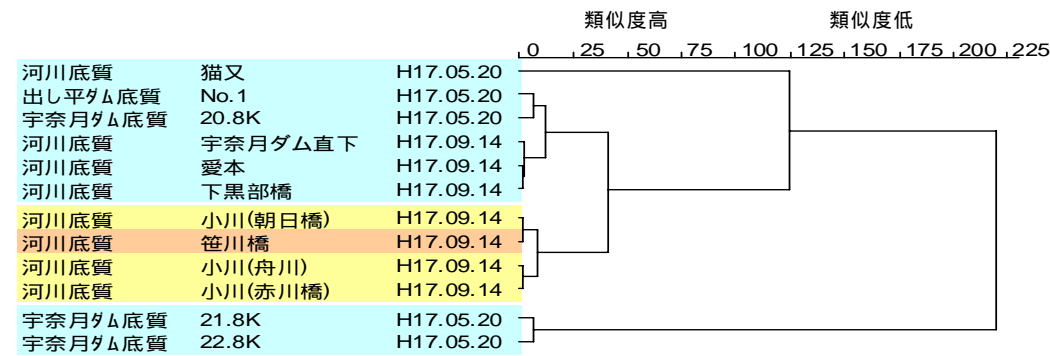 類似度高 類似度低
0 25 50 75 100 125 150 175 200 225
河川底質 猫又 H17.05.20
出し平ﾀﾞﾑ底質 No.1 H17.05.20
宇奈月ﾀﾞﾑ底質 20.8K H17.05.20
河川底質 宇奈月ダム直下 H17.09.14
河川底質 愛本 H17.09.14
河川底質 下黒部橋 H17.09.14
河川底質 小川(朝日橋) H17.09.14
河川底質 笹川橋 H17.09.14
河川底質 小川(舟川) H17.09.14
河川底質 小川(赤川橋) H17.09.14
宇奈月ﾀﾞﾑ底質 21.8K H17.05.20
宇奈月ﾀﾞﾑ底質 22.8K H17.05.20